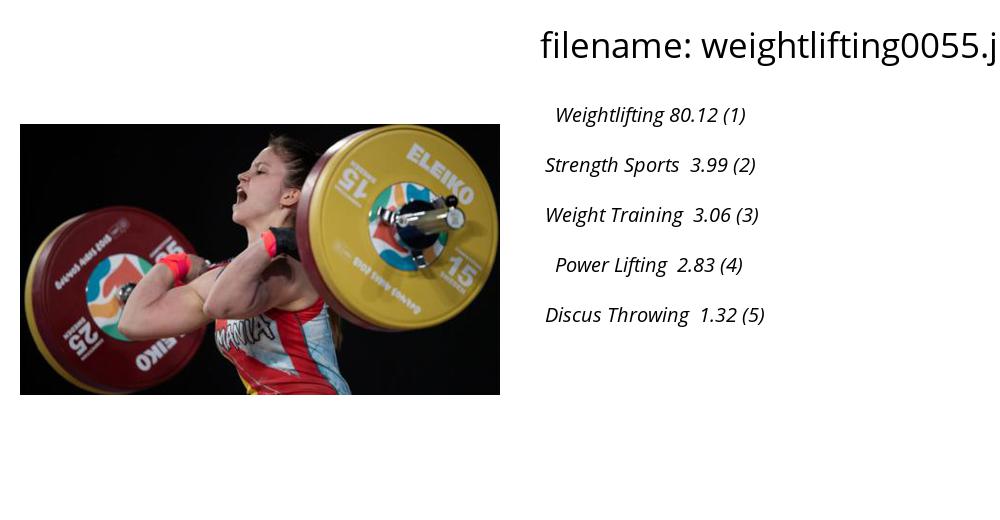 filename: weightlifting0055.j
Weightlifting 80.12 (1)
Strength Sports 3.99 (2)
Weight Training 3.06 (3)
Power Lifting 2.83 (4)
Discus Throwing 1.32 (5)
ELEIKO
15
15
SWEDEN
25
ELEIKO
MANIA